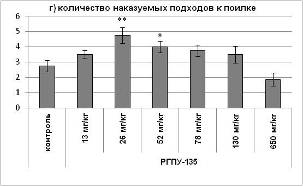 г) количество наказуемых подходов к поилке
6
5
4
3
2
1
0
**
*
контроль
13 мг/кг
26 мг/кг
52 мг/кг
78 мг/кг
130 мг/кг
650 мг/кг
РГПУ-135